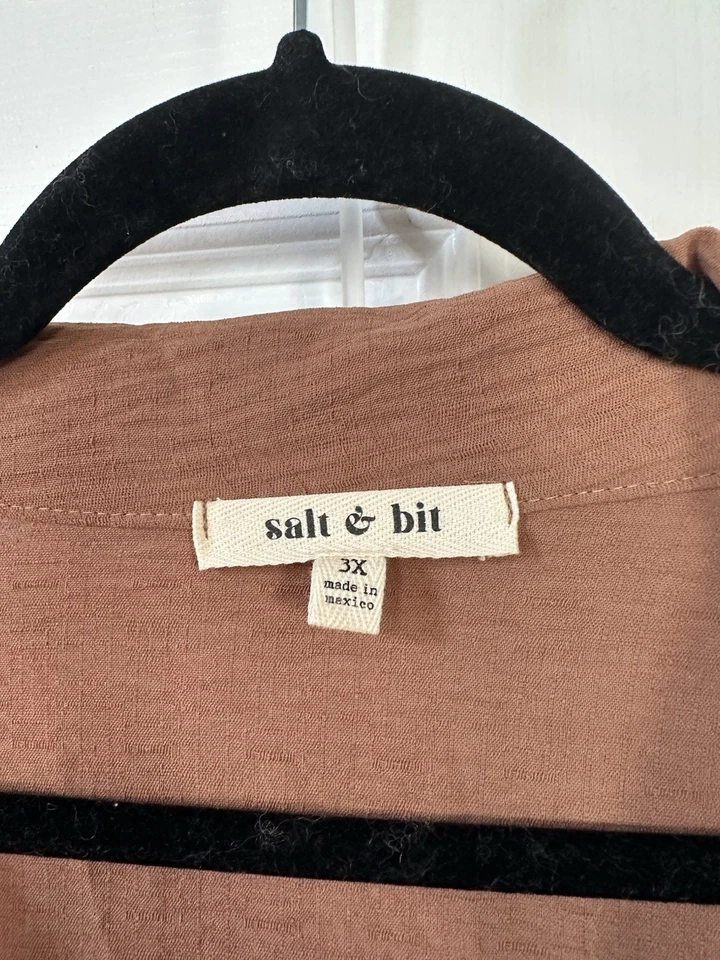 salt & bit
3X
made in
mexico